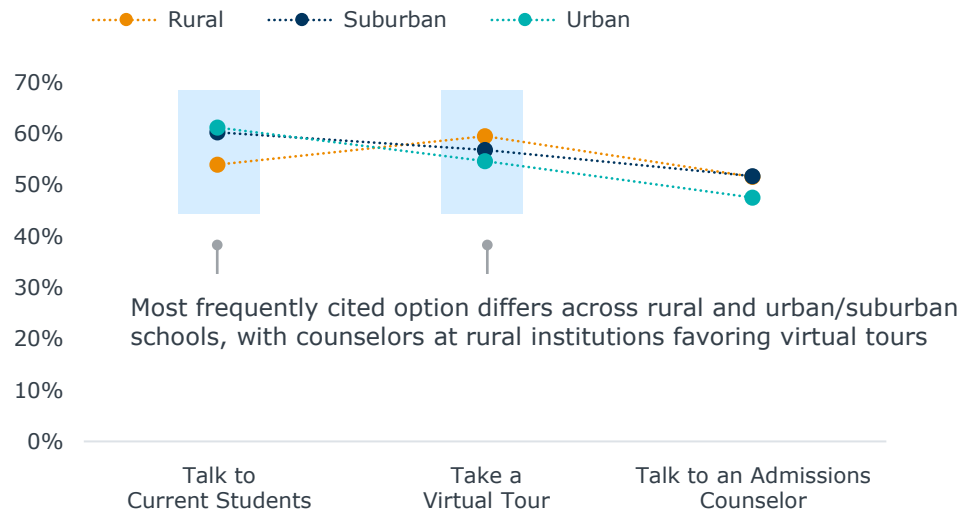 Rural Suburban Urban
70%
60%
50%
40%
30%
Most frequently cited option differs across rural and urban/suburban
schools, with counselors at rural institutions favoring virtual tours
20%
10%
0%
Talk to
Current Students
Take a
Virtual Tour
Talk to an Admissions
Counselor